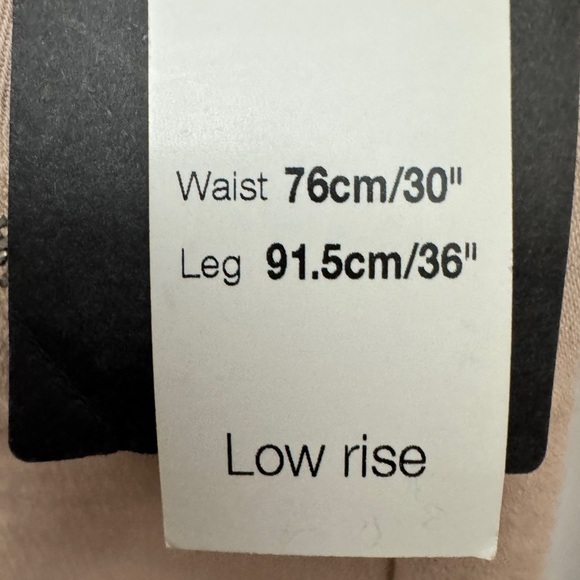 Waist 76cm/30"
Leg 91.5cm/36"
Low rise